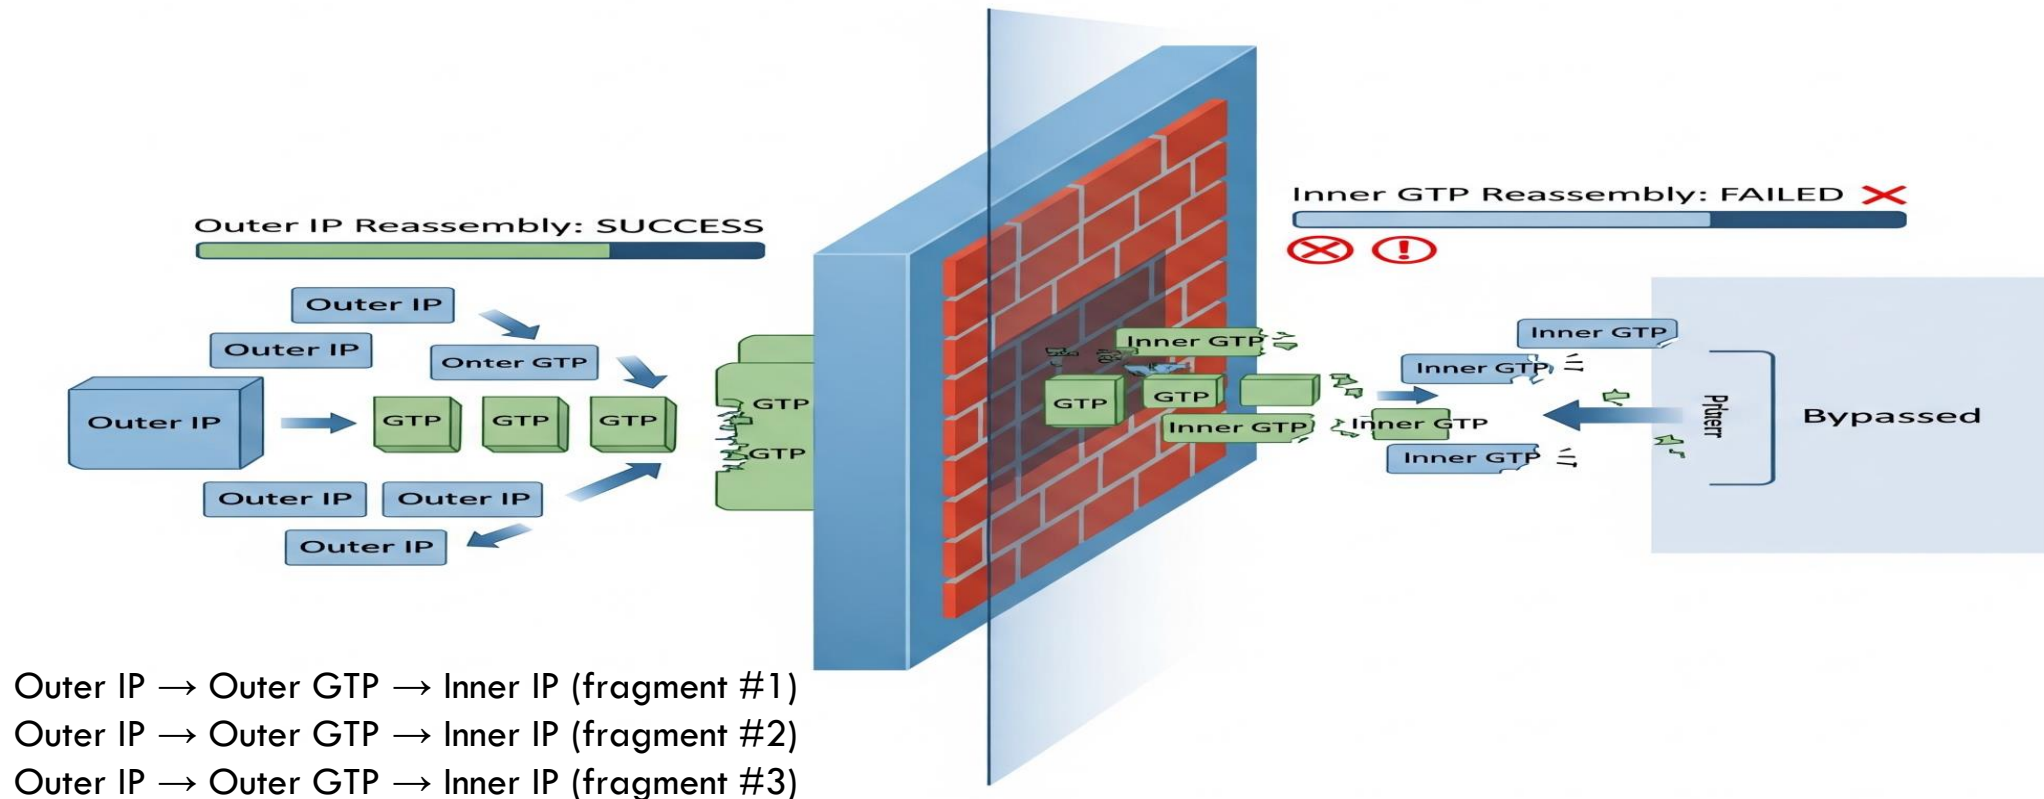 Outer IP Reassembly: SUCCESS
Outer IP
Outer IP
Onter GTP
Outer IP
GTP
GTP
GTP
GTP
GTP
Outer IP
Outer IP
Outer IP
Inner GTP Reassembly: FAILED
Inner GTP
GTP
GTP
Inner GTP
Inner GTP
Inner GTP
Inner GTP
Inner GTP
Bypassed
Outer IP → Outer GTP → Inner IP (fragment #1)
Outer IP → Outer GTP → Inner IP (fragment #2)
Outer IP → Outer GTP → Inner IP (fragment #3)